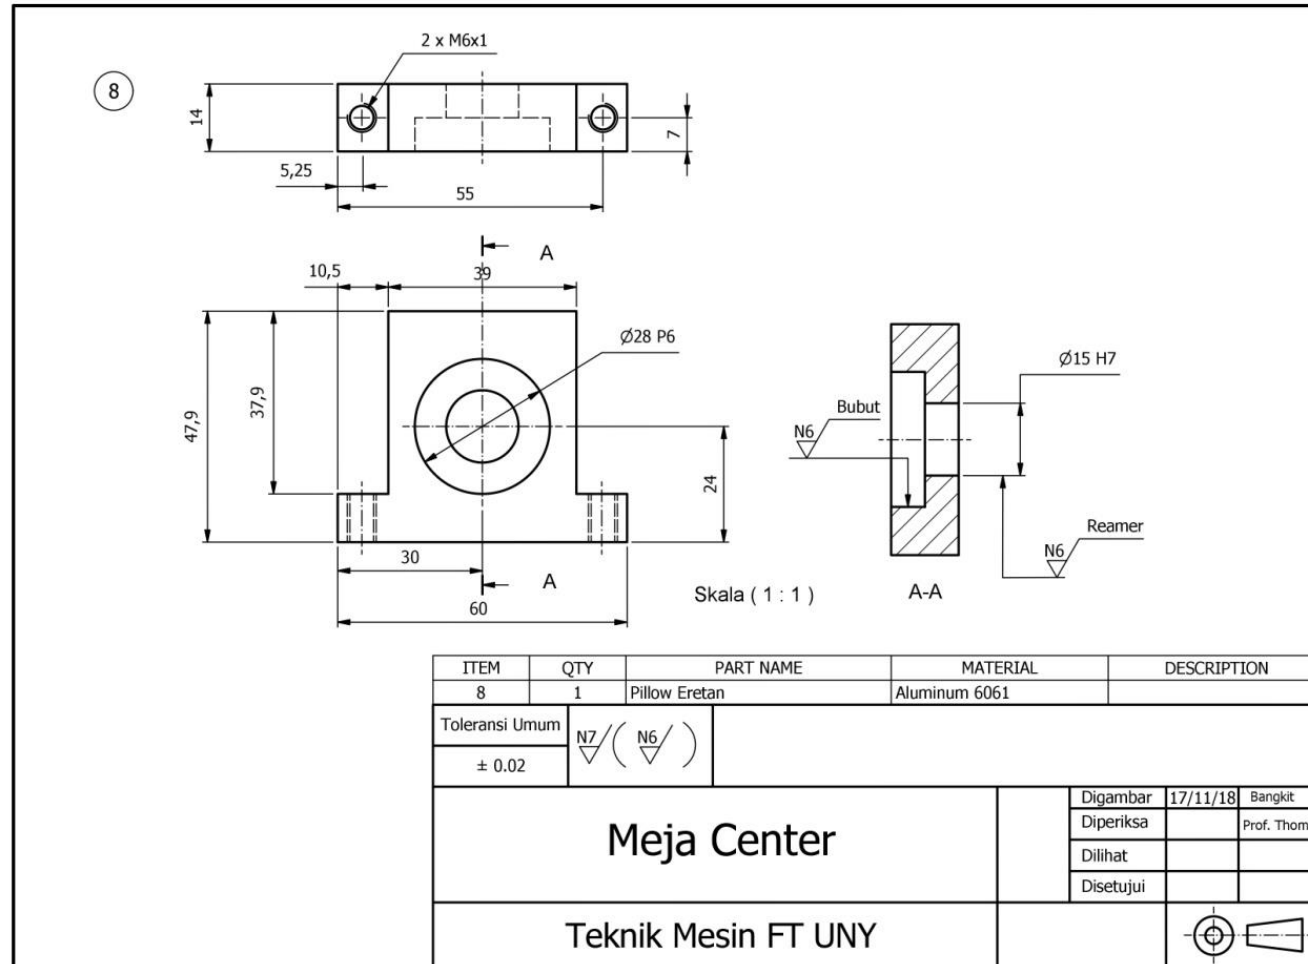 8
2 x M6x1
14
7
5,25
55
A
10,5
39
Ø28 P6
47,9
37,9
24
30
A
60
Bubut
N6
Ø15 H7
Reamer
N6
Skala ( 1 : 1 )
A-A
ITEM QTY PART NAME MATERIAL DESCRIPTION
8 1 Pillow Eretan Aluminum 6061
Toleransi Umum
± 0.02
N7 ( N6 )
Meja Center
Digambar 17/11/18 Bangkit
Diperiksa Prof. Thom
Dilihat
Disetujui
Teknik Mesin FT UNY